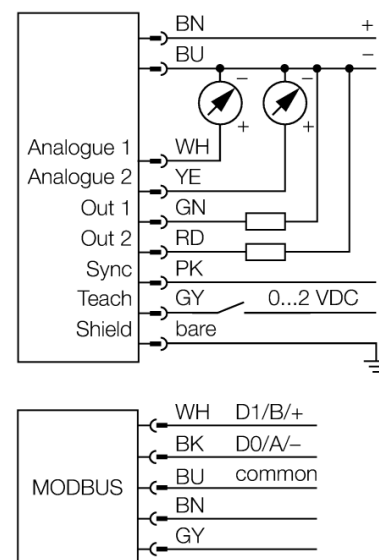 BN +
BU –
– –
+ +
Analogue 1 WH
Analogue 2 YE
Out 1 GN
Out 2 RD
Sync PK
Teach GY 0...2 VDC
Shield bare
WH D1/B/+
BK D0/A/–
BU common
MODBUS
BN
GY